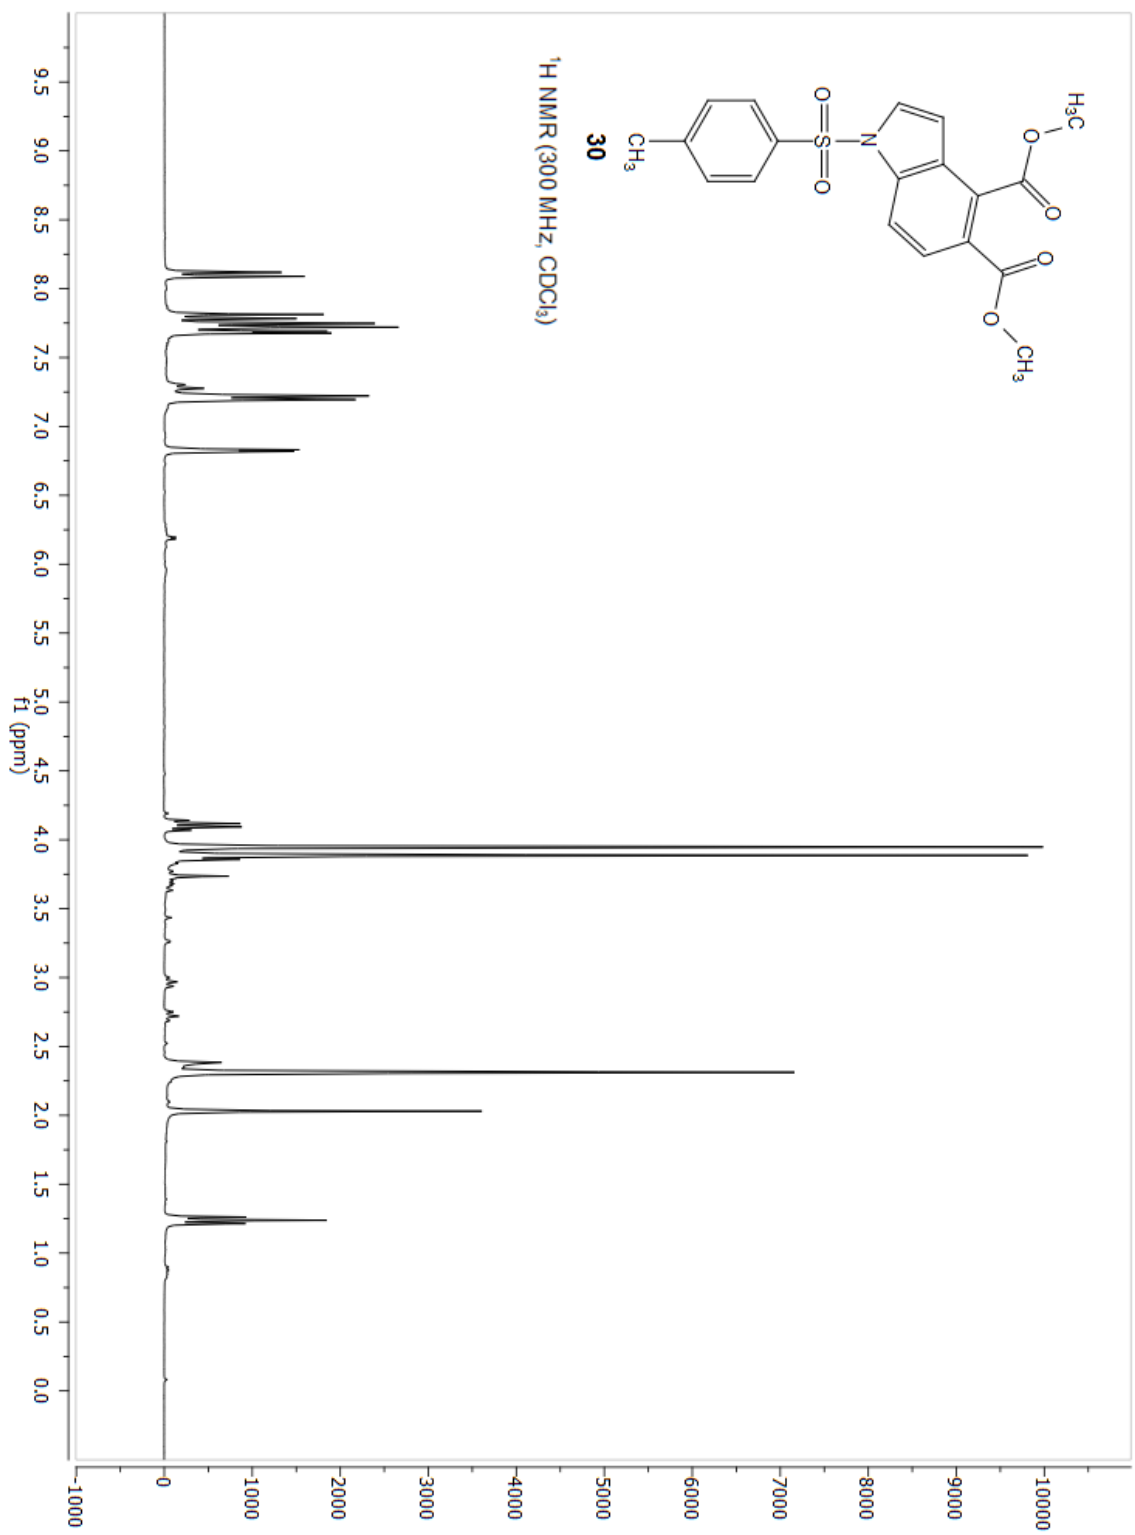 H₃C
O
O
O
O
CH₃
N
O
S
O
CH₃
30
¹H NMR (300 MHz, CDCl₃)
9.5 9.0 8.5 8.0 7.5 7.0 6.5 6.0 5.5 5.0 4.5 4.0 3.5 3.0 2.5 2.0 1.5 1.0 0.5 0.0
f1 (ppm)
10000
9000
8000
7000
6000
5000
4000
3000
2000
1000
0
-1000